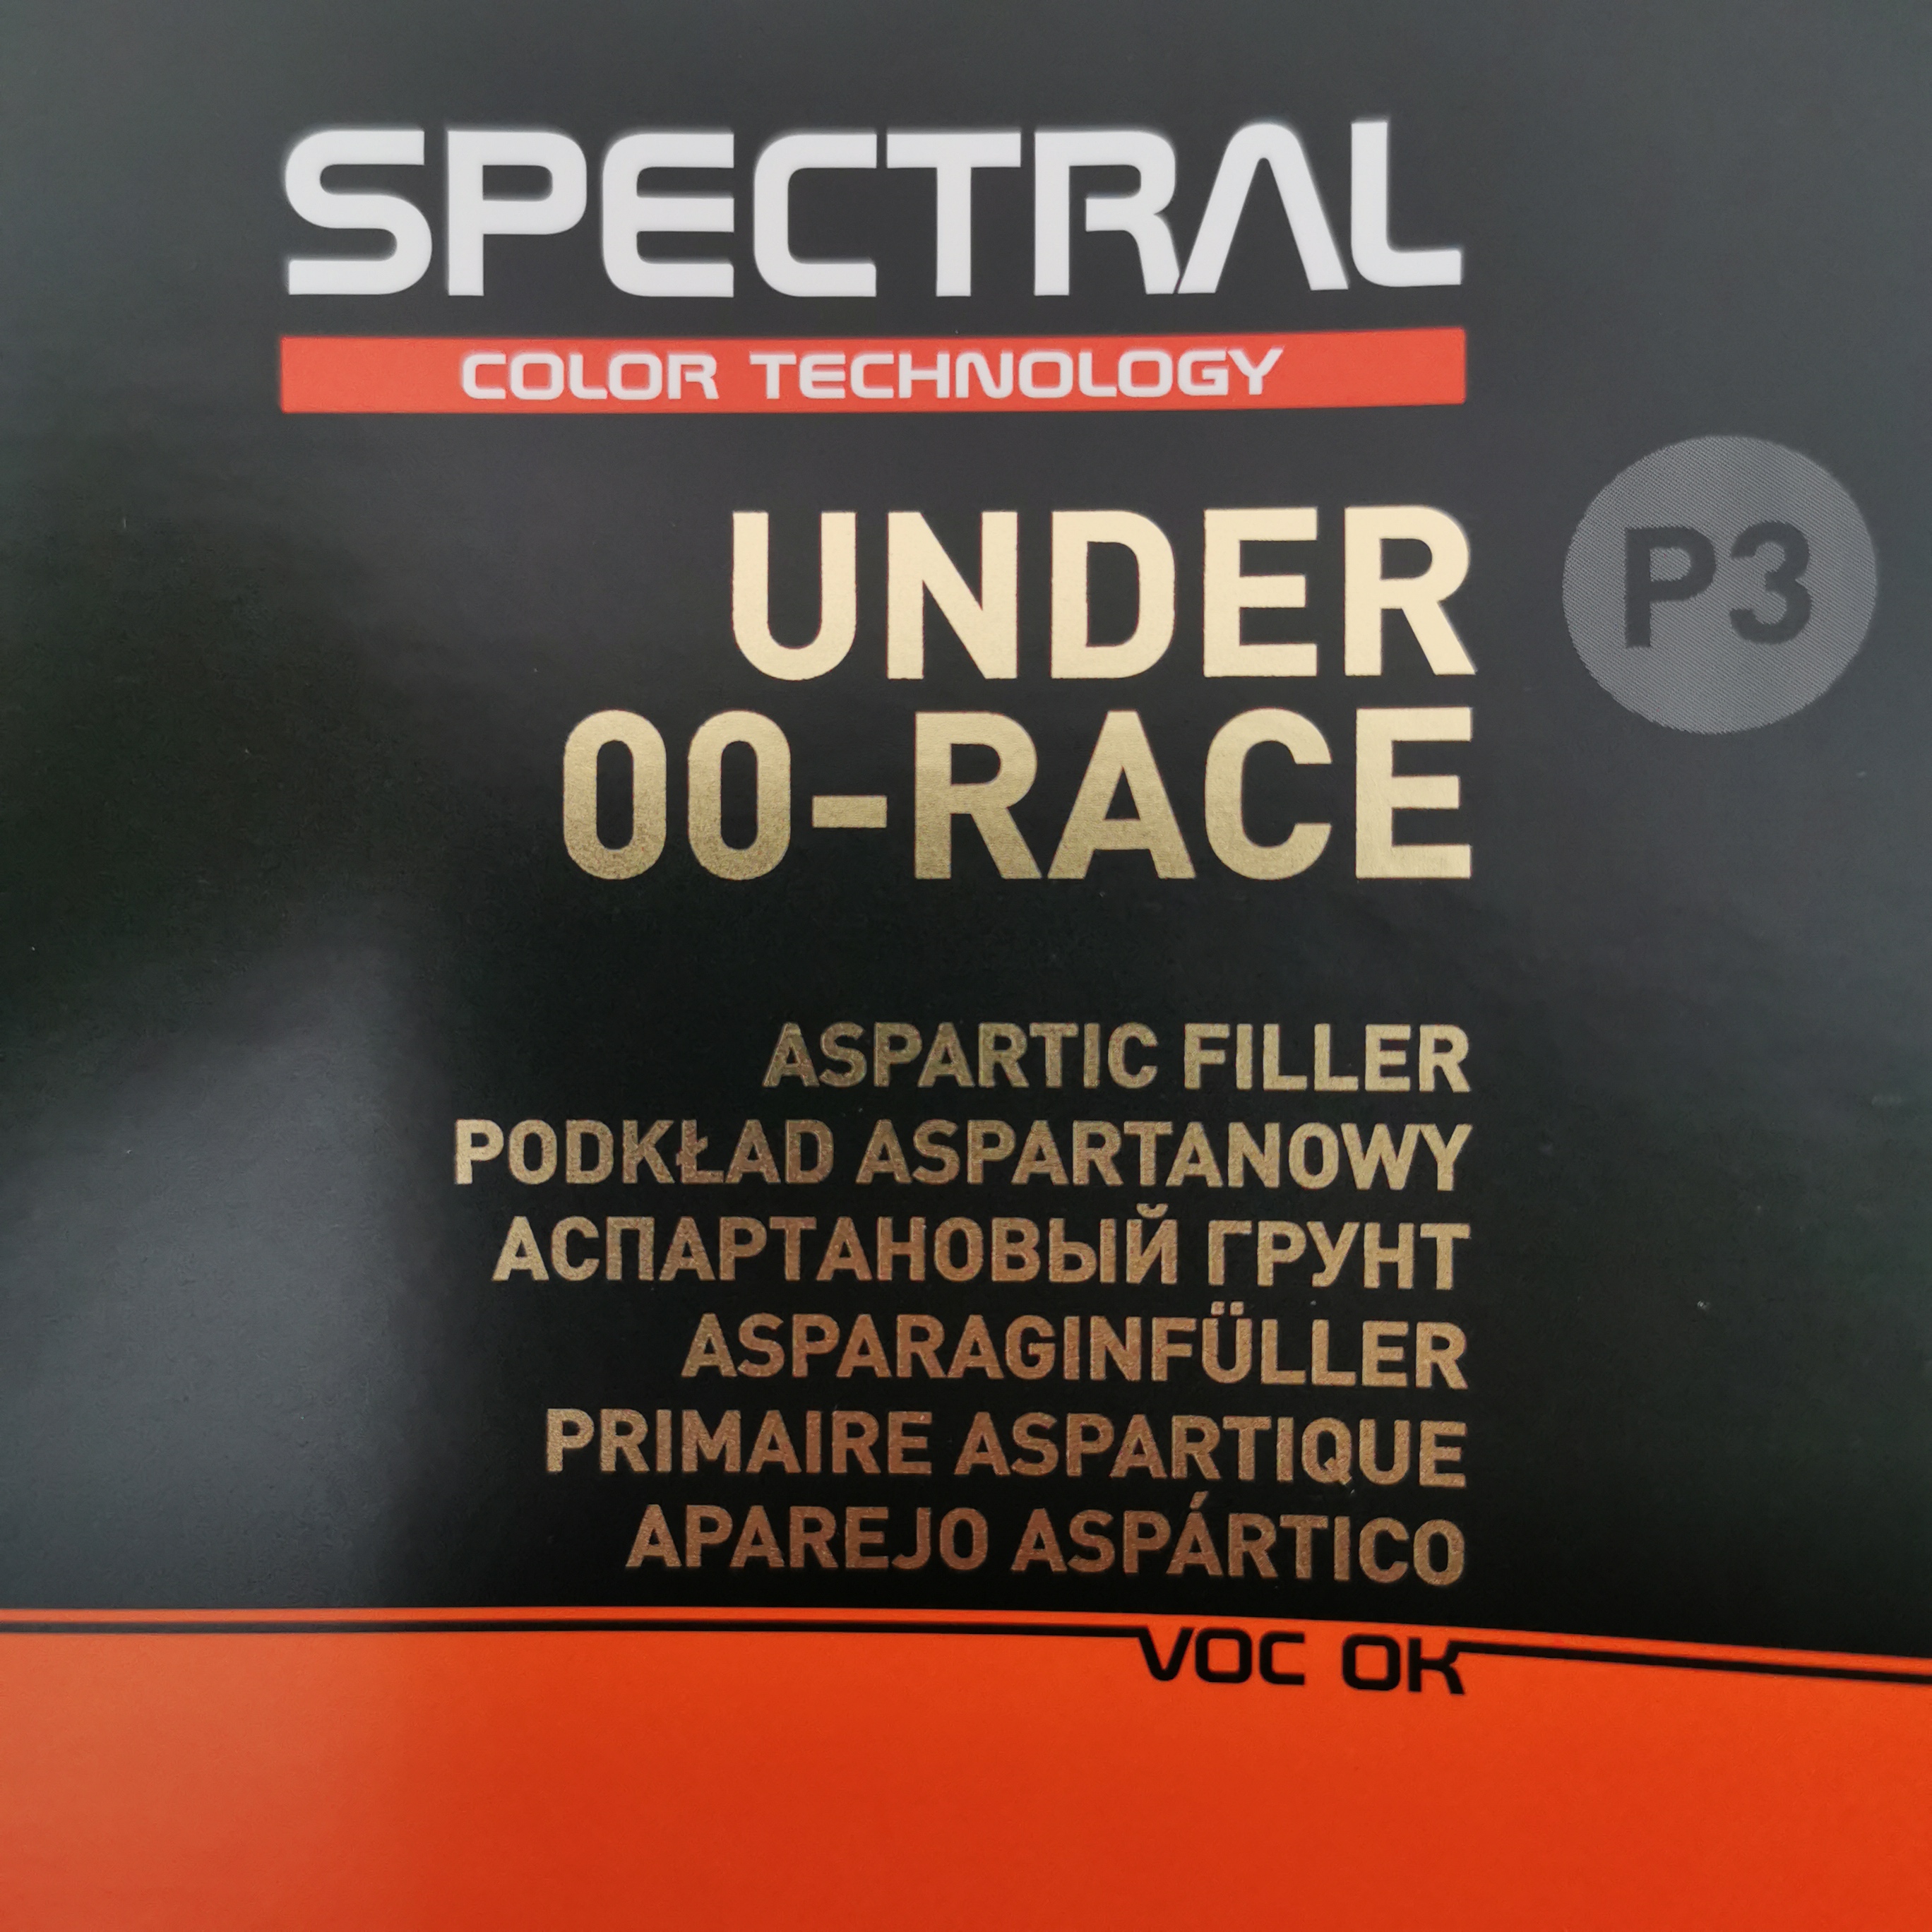 SPECTRAL
COLOR TECHNOLOGY
UNDER
P3
00-RACE
ASPARTIC FILLER
PODKŁAD ASPARTANOWY
АСПАРТАНОВЫЙ ГРУНТ
ASPARAGINFÜLLER
PRIMAIRE ASPARTIQUE
APAREJO ASPÁRTICO
VOC OK